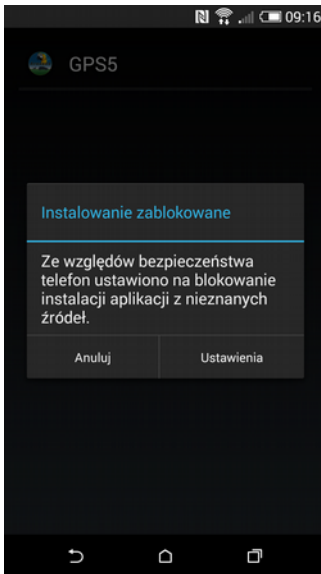 09:16
GPS5
Instalowanie zablokowane
Ze względów bezpieczeństwa
telefon ustawiono na blokowanie
instalacji aplikacji z nieznanych
źródeł.
Anuluj Ustawienia